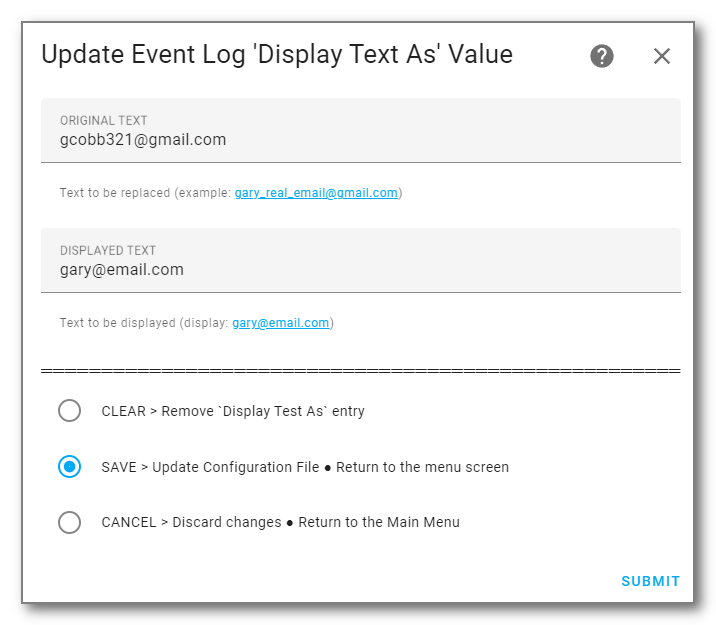 Update Event Log 'Display Text As' Value
ORIGINAL TEXT
gcobb321@gmail.com
Text to be replaced (example: gary_real_email@gmail.com)
DISPLAYED TEXT
gary@email.com
Text to be displayed (display: gary@email.com)
CLEAR > Remove `Display Test As` entry
SAVE > Update Configuration File ● Return to the menu screen
CANCEL > Discard changes ● Return to the Main Menu
SUBMIT